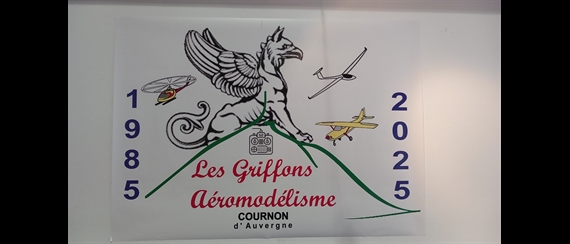 1985
2025
Les Griffons
Aéromodélisme
COURNON
d'Auvergne